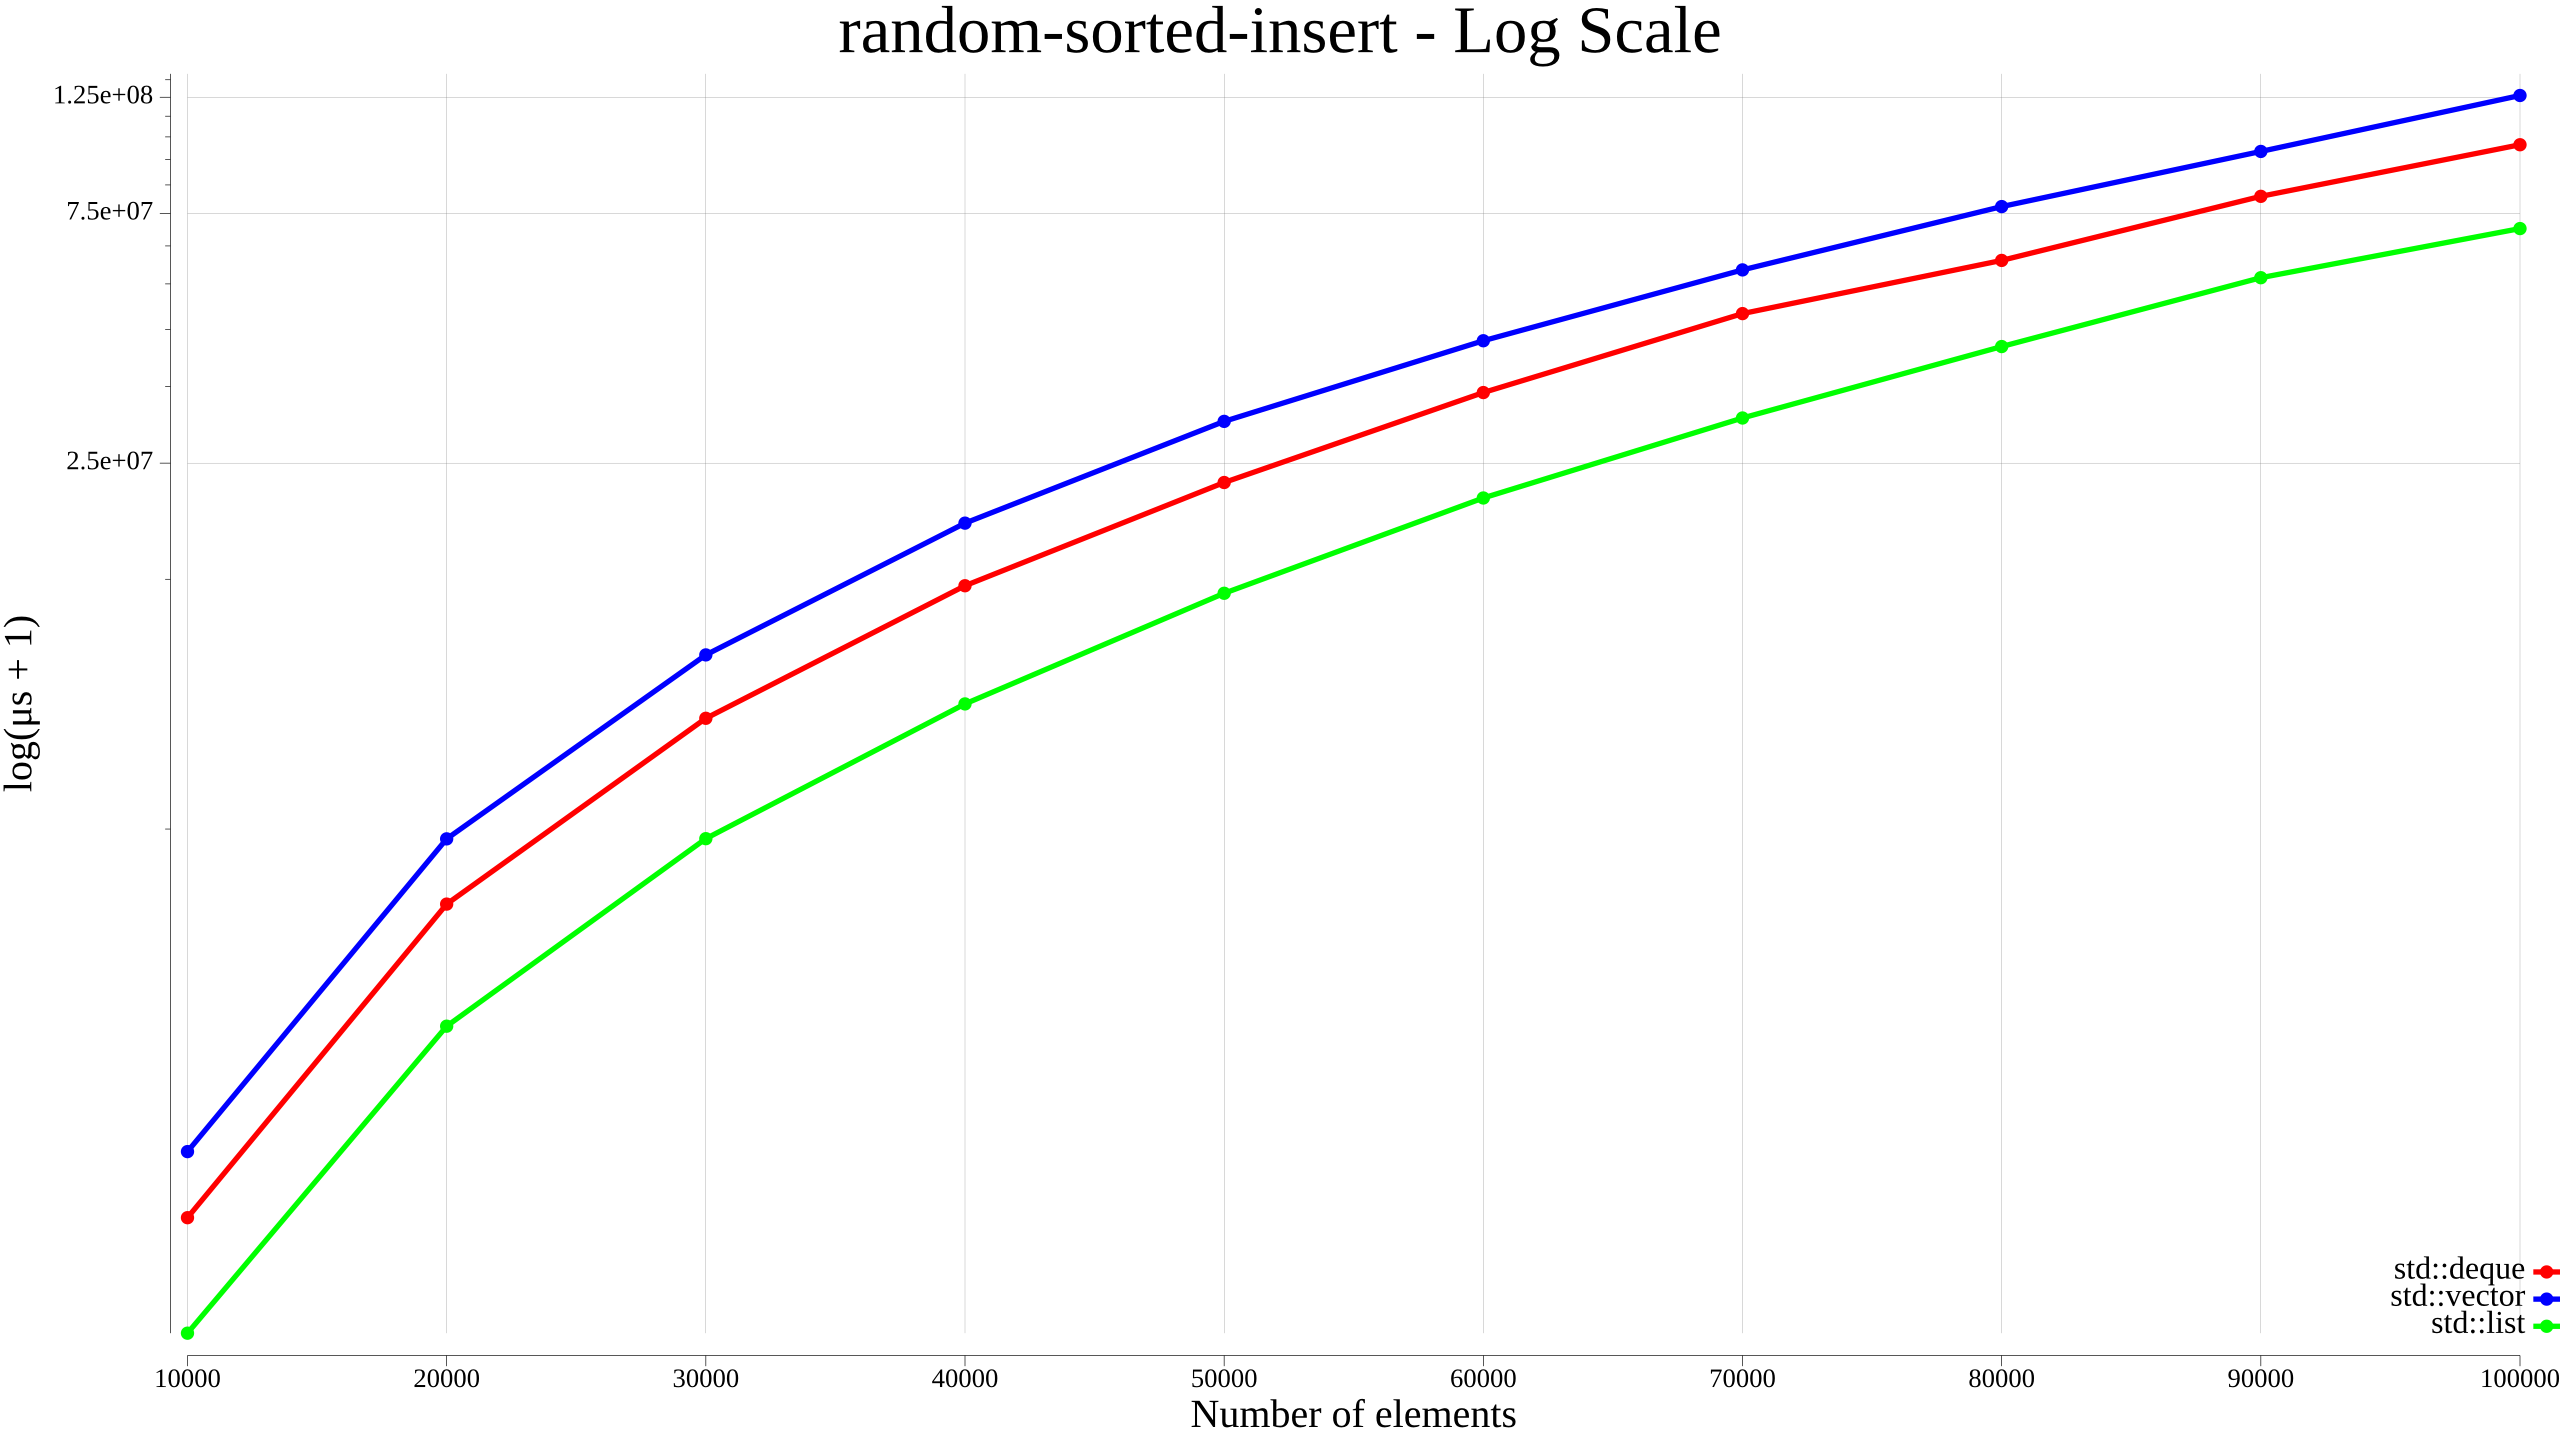 random-sorted-insert - Log Scale
1.25e+08
7.5e+07
2.5e+07
log(μs + 1)
std::deque
std::vector
std::list
10000 20000 30000 40000 50000 60000 70000 80000 90000 100000
Number of elements